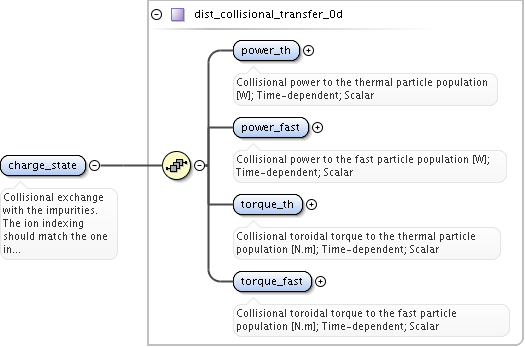 dist_collisional_transfer_0d
power_th
Collisional power to the thermal particle population
[W]; Time-dependent; Scalar
power_fast
Collisional power to the fast particle population [W];
Time-dependent; Scalar
charge_state
Collisional exchange
with the impurities.
The ion indexing
should match the one
in...
torque_th
Collisional toroidal torque to the thermal particle
population [N.m]; Time-dependent; Scalar
torque_fast
Collisional toroidal torque to the fast particle
population [N.m]; Time-dependent; Scalar